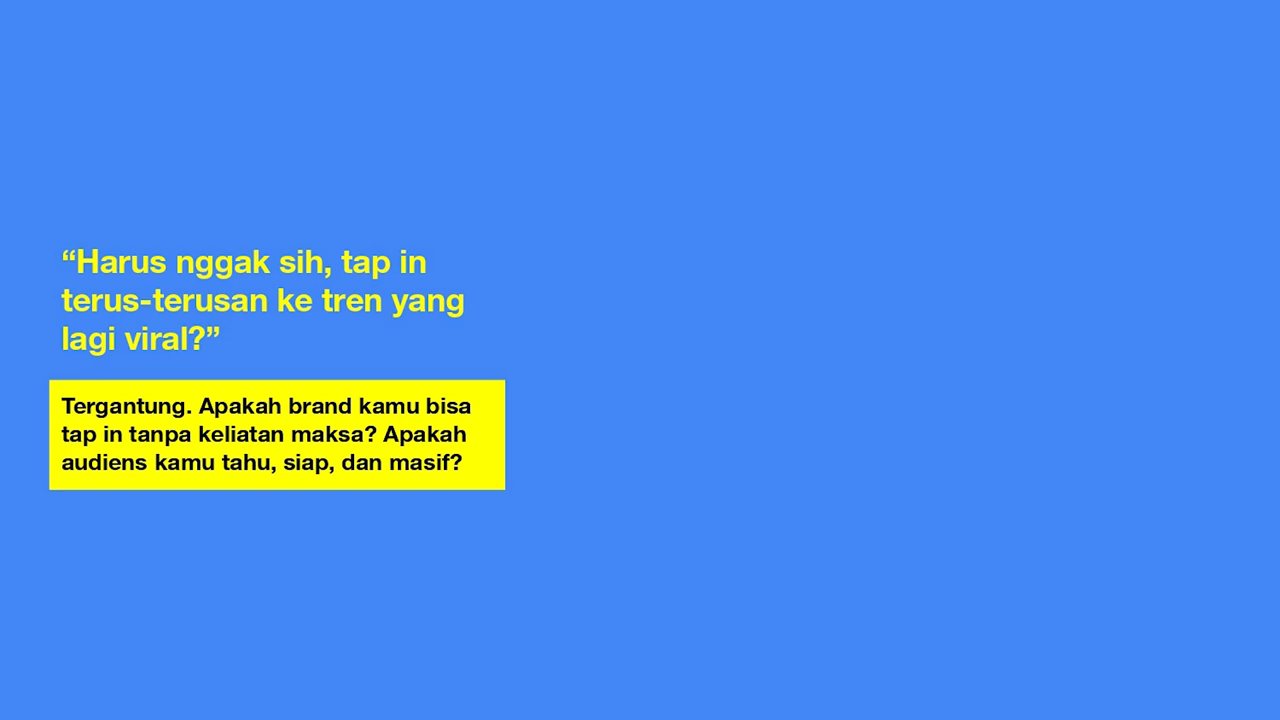 “Harus nggak sih, tap in
terus-terusan ke tren yang
lagi viral?”
Tergantung. Apakah brand kamu bisa
tap in tanpa keliatan maksa? Apakah
audiens kamu tahu, siap, dan masif?